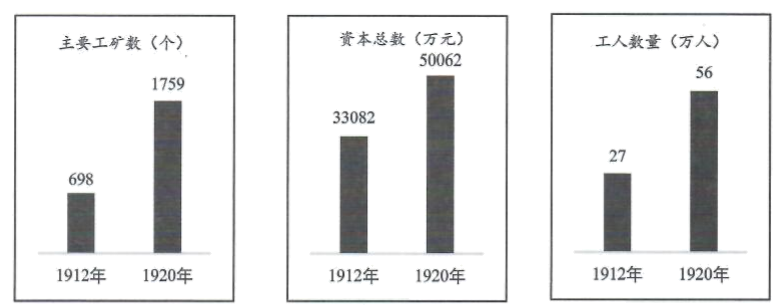 主要工矿数（个）
1759
698
1912年 1920年
资本总数（万元）
50062
33082
1912年 1920年
工人数量（万人）
56
27
1912年 1920年